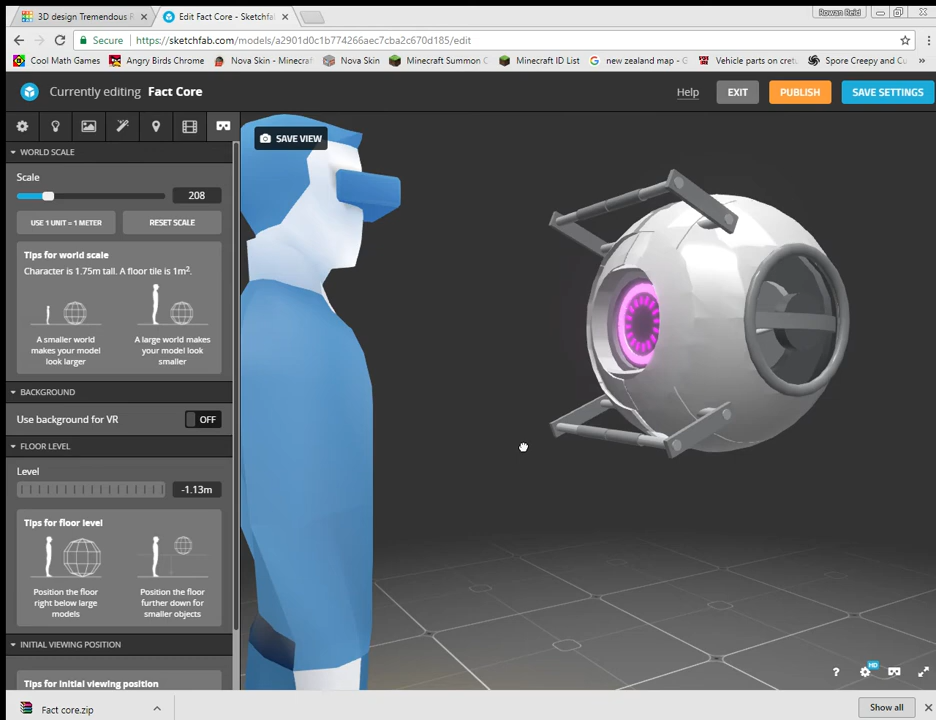 3D design Tremendous R
Edit Fact Core - Sketchfa
Rowan Reid
Secure
https://sketchfab.com/models/a2901d0c1b774266aec7cba2c670d185/edit
Cool Math Games
Angry Birds Chrome
Nova Skin - Minecraf
Nova Skin
Minecraft Summon C
Minecraft ID List
new zealand map - G
Vehicle parts on cret
Spore Creepy and Cu
»
Currently editing Fact Core
Help
EXIT
PUBLISH
SAVE SETTINGS
WORLD SCALE
SAVE VIEW
Scale
208
USE 1 UNIT = 1 METER
RESET SCALE
Tips for world scale
Character is 1.75m tall. A floor tile is 1m².
A smaller world
makes your model
look larger
A large world makes
your model look
smaller
BACKGROUND
Use background for VR
OFF
FLOOR LEVEL
Level
-1.13m
Tips for floor level
Position the floor
right below large
models
Position the floor
further down for
smaller objects
INITIAL VIEWING POSITION
Tips for initial viewing position
?
HD
Fact core.zip
Show all